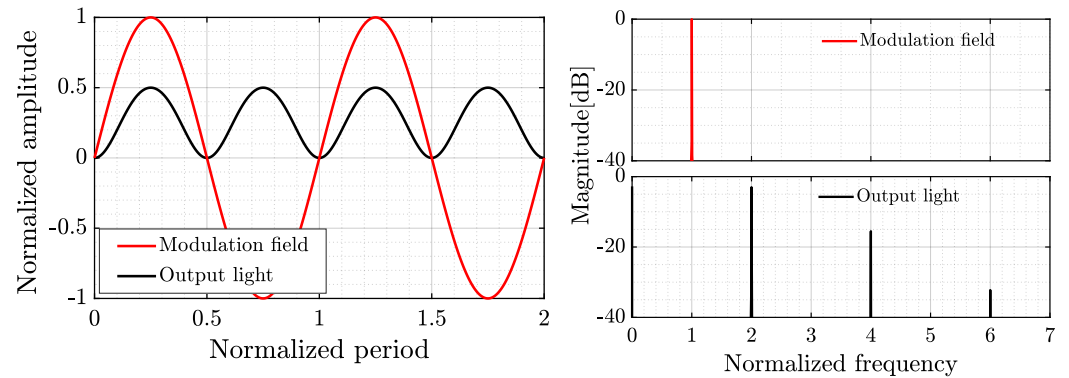 Normalized amplitude
1
0.5
0
-0.5
-1
Modulation field
Output light
0 0.5 1 1.5 2
Normalized period
Magnitude[dB]
0
-20
-40
Modulation field
0
-20
-40
Output light
0 1 2 3 4 5 6 7
Normalized frequency